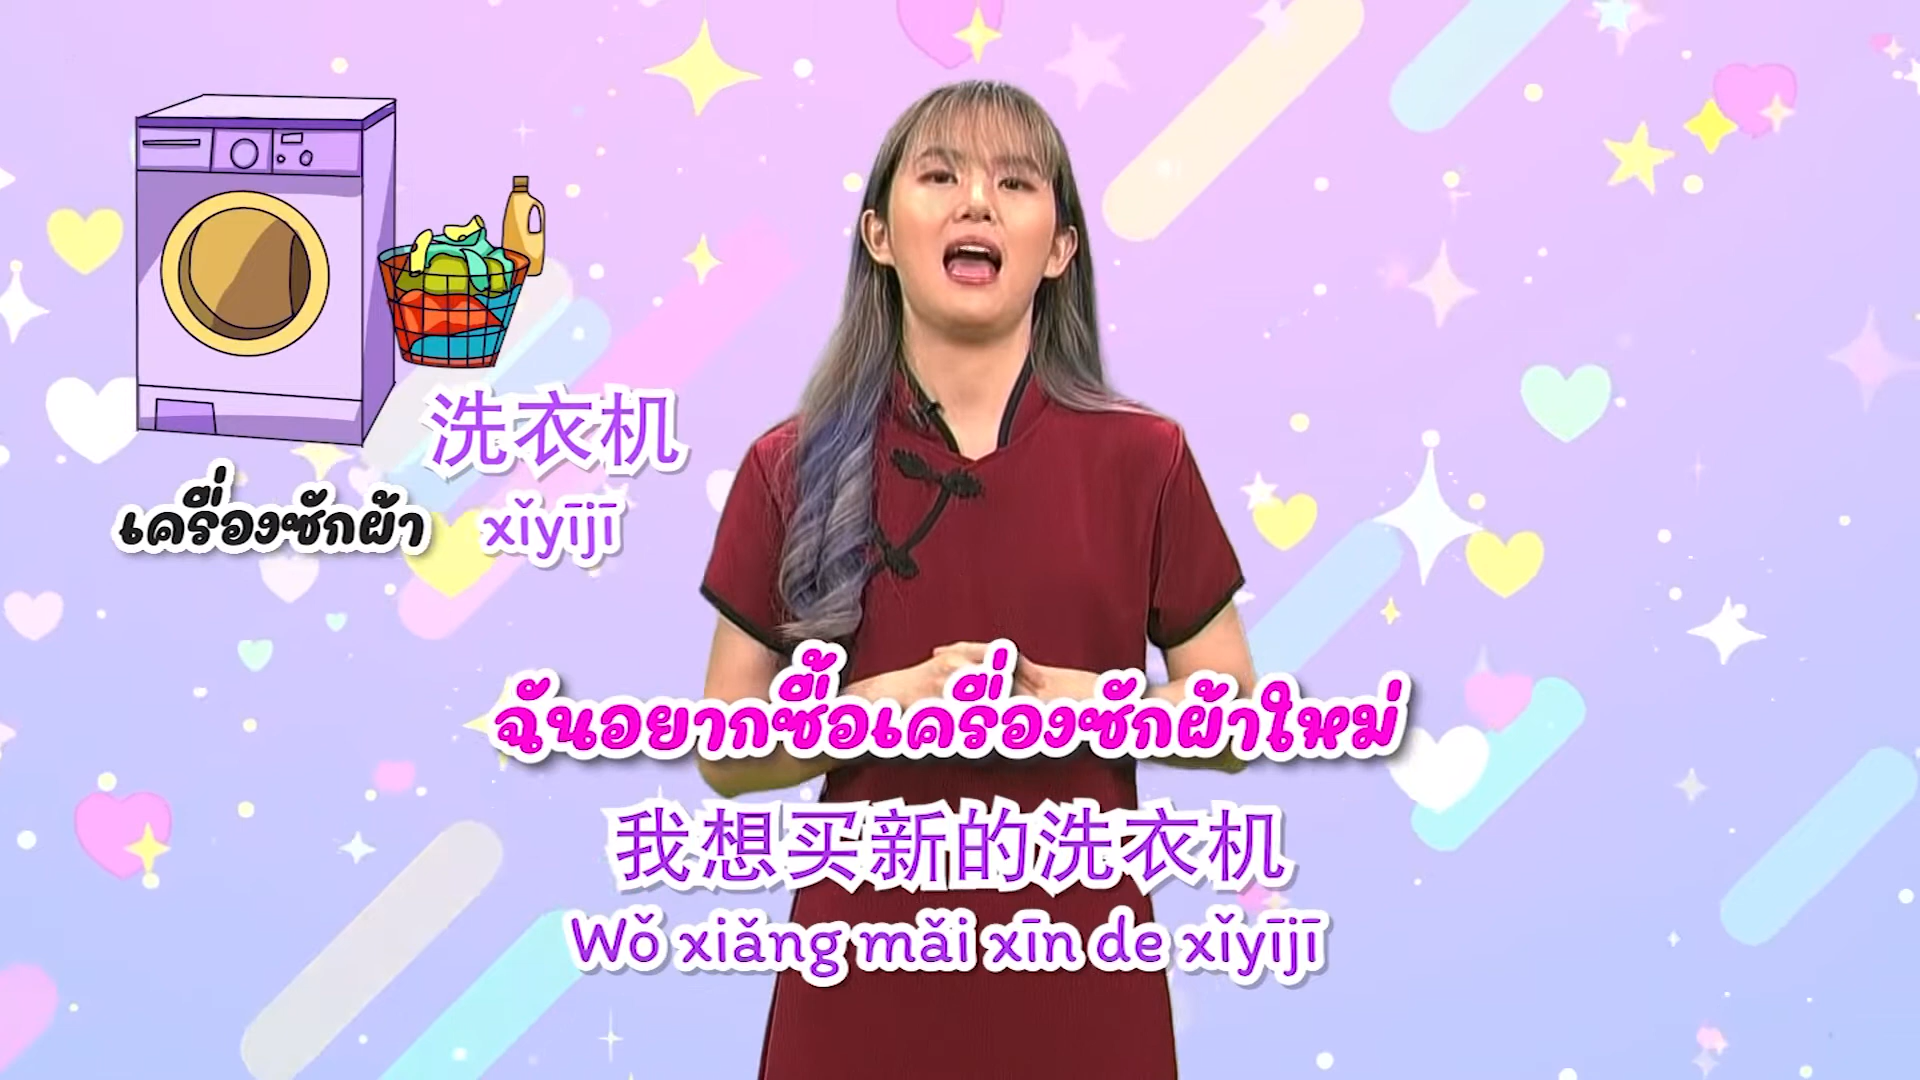 洗衣机
เครื่องซักผ้า xǐyījī
ฉันอยากซื้อเครื่องซักผ้าใหม่
我想买新的洗衣机
Wǒ xiǎng mǎi xīn de xǐyījī